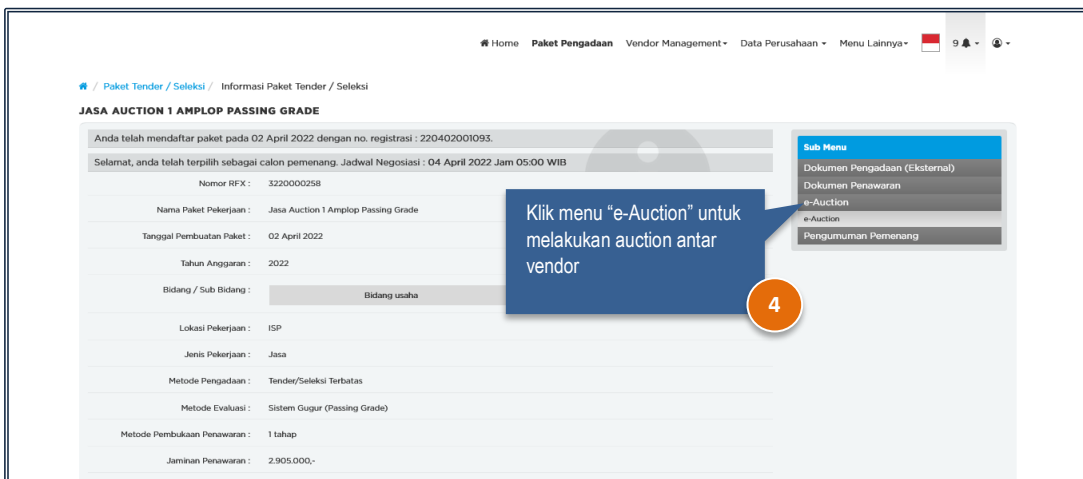 Home Paket Pengadaan Vendor Management Data Perusahaan Menu Lainnya 9
/ Paket Tender / Seleksi / Informasi Paket Tender / Seleksi
JASA AUCTION 1 AMPLOP PASSING GRADE
Anda telah mendaftar paket pada 02 April 2022 dengan no. registrasi : 220402001093.
Selamat, anda telah terpilih sebagai calon pemenang. Jadwal Negosiasi : 04 April 2022 Jam 05:00 WIB
Nomor RFX : 3220000258
Nama Paket Pekerjaan : Jasa Auction 1 Amplop Passing Grade
Tanggal Pembuatan Paket : 02 April 2022
Tahun Anggaran : 2022
Bidang / Sub Bidang :
Bidang usaha
Lokasi Pekerjaan : ISP
Jenis Pekerjaan : Jasa
Metode Pengadaan : Tender/Seleksi Terbatas
Metode Evaluasi : Sistem Gugur (Passing Grade)
Metode Pembukaan Penawaran : 1 tahap
Jaminan Penawaran : 2.905.000,-
Sub Menu
Dokumen Pengadaan (Eksternal)
Dokumen Penawaran
e-Auction
e-Auction
Pengumuman Pemenang
Klik menu “e-Auction” untuk
melakukan auction antar
vendor
4